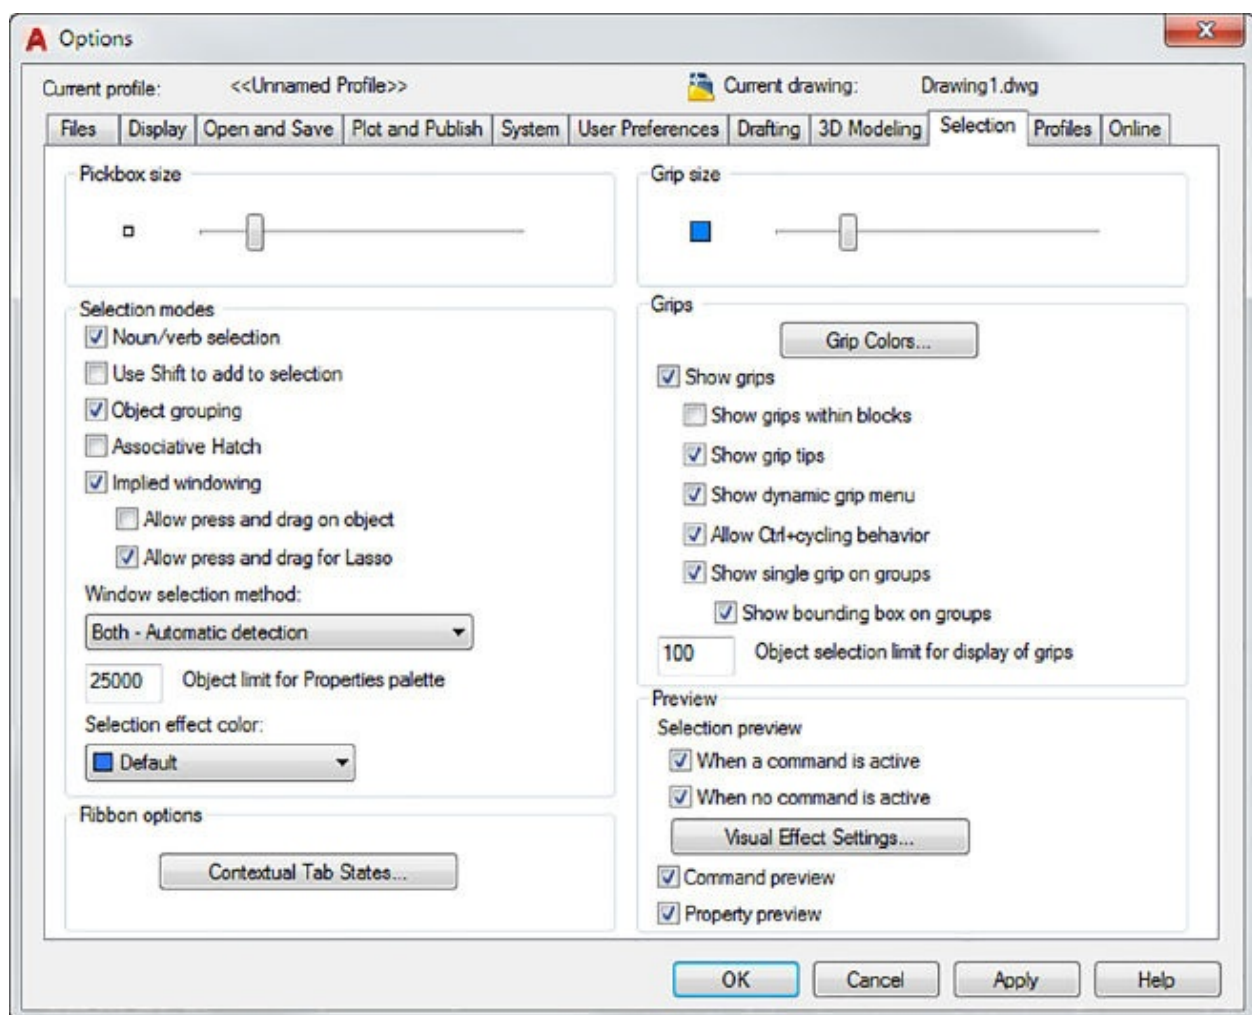 Options
Current profile: <<Unnamed Profile>> Current drawing: Drawing1.dwg
Files Display Open and Save Plot and Publish System User Preferences Drafting 3D Modeling Selection Profiles Online
Pickbox size
Selection modes
Noun/verb selection
Use Shift to add to selection
Object grouping
Associative Hatch
Implied windowing
Allow press and drag on object
Allow press and drag for Lasso
Window selection method:
Both - Automatic detection
25000 Object limit for Properties palette
Selection effect color:
Default
Ribbon options
Contextual Tab States...
Grip size
Grips
Grip Colors...
Show grips
Show grips within blocks
Show grip tips
Show dynamic grip menu
Allow Ctrl+cycling behavior
Show single grip on groups
Show bounding box on groups
100 Object selection limit for display of grips
Preview
Selection preview
When a command is active
When no command is active
Visual Effect Settings...
Command preview
Property preview
OK Cancel Apply Help